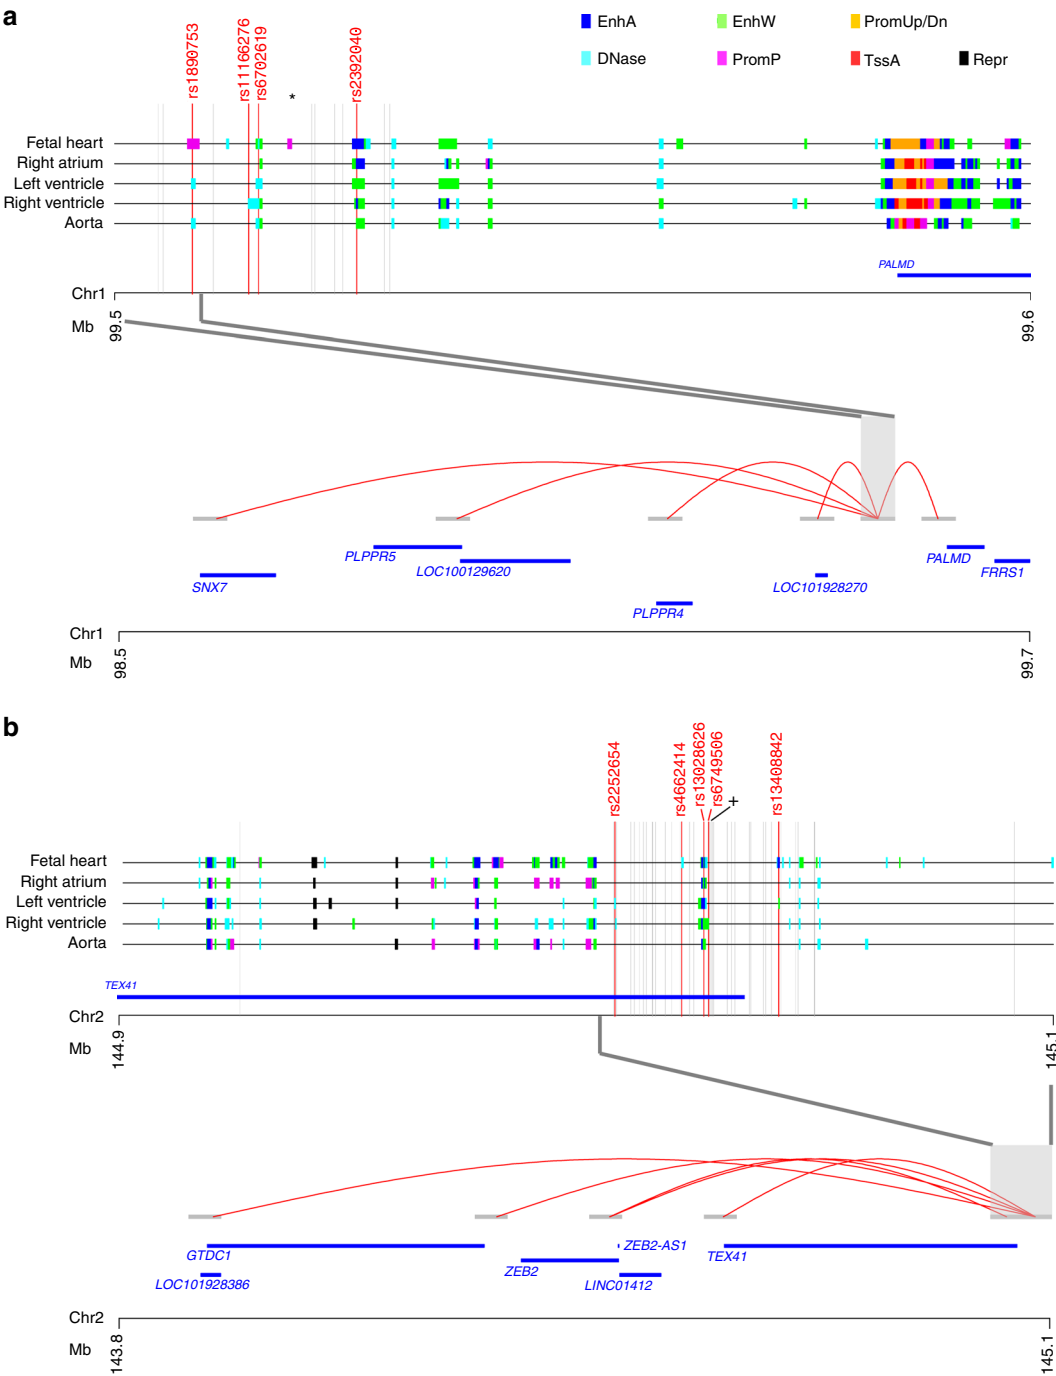 a
EnhA
EnhW
PromUp/Dn
DNase
PromP
TssA
Repr
rs1890753
rs11166276
rs6702619
*
rs2392040
Fetal heart
Right atrium
Left ventricle
Right ventricle
Aorta
PALMD
Chr1
Mb
99.5
99.6
PLPPR5
LOC100129620
SNX7
PLPPR4
LOC101928270
PALMD
FRRS1
Chr1
Mb
98.5
99.7
b
rs2252654
rs4662414
rs13028626
rs6749506
+
rs13408842
Fetal heart
Right atrium
Left ventricle
Right ventricle
Aorta
TEX41
Chr2
Mb
144.9
145.1
GTDC1
LOC101928386
ZEB2
ZEB2-AS1
LINC01412
TEX41
Chr2
Mb
143.8
145.1